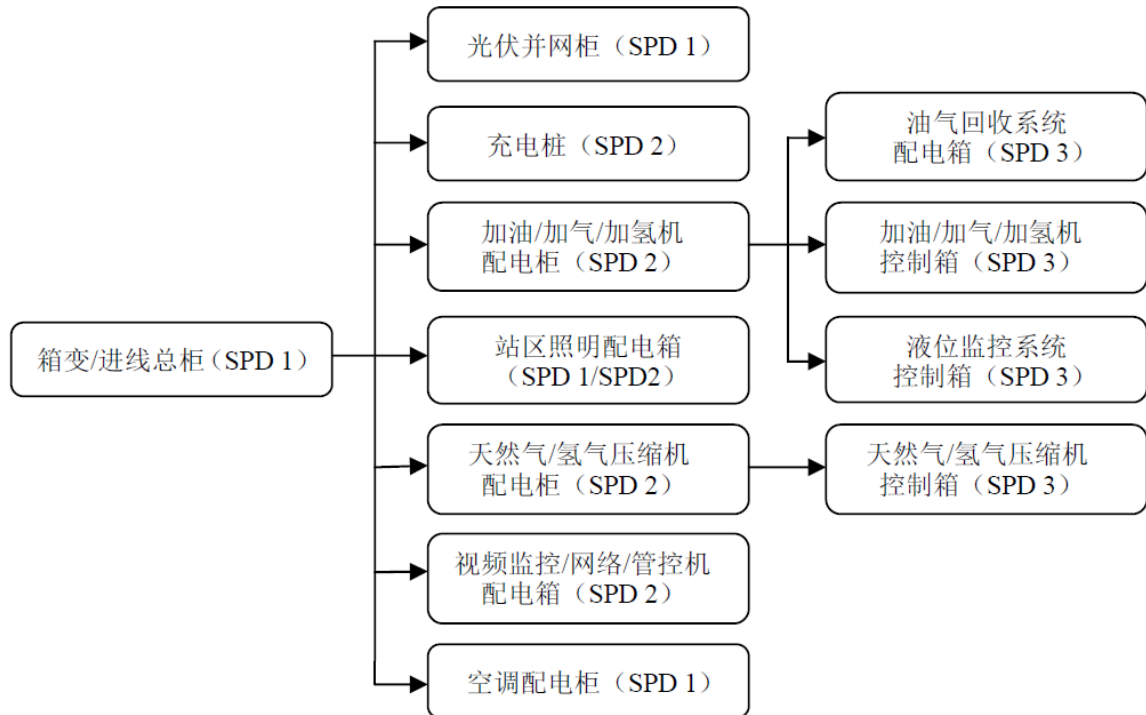 箱变/进线总柜（SPD 1）
光伏并网柜（SPD 1）
充电桩（SPD 2）
加油/加气/加氢机
配电柜（SPD 2）
站区照明配电箱
（SPD 1/SPD2）
天然气/氢气压缩机
配电柜（SPD 2）
视频监控/网络/管控机
配电箱（SPD 2）
空调配电柜（SPD 1）
油气回收系统
配电箱（SPD 3）
加油/加气/加氢机
控制箱（SPD 3）
液位监控系统
控制箱（SPD 3）
天然气/氢气压缩机
控制箱（SPD 3）